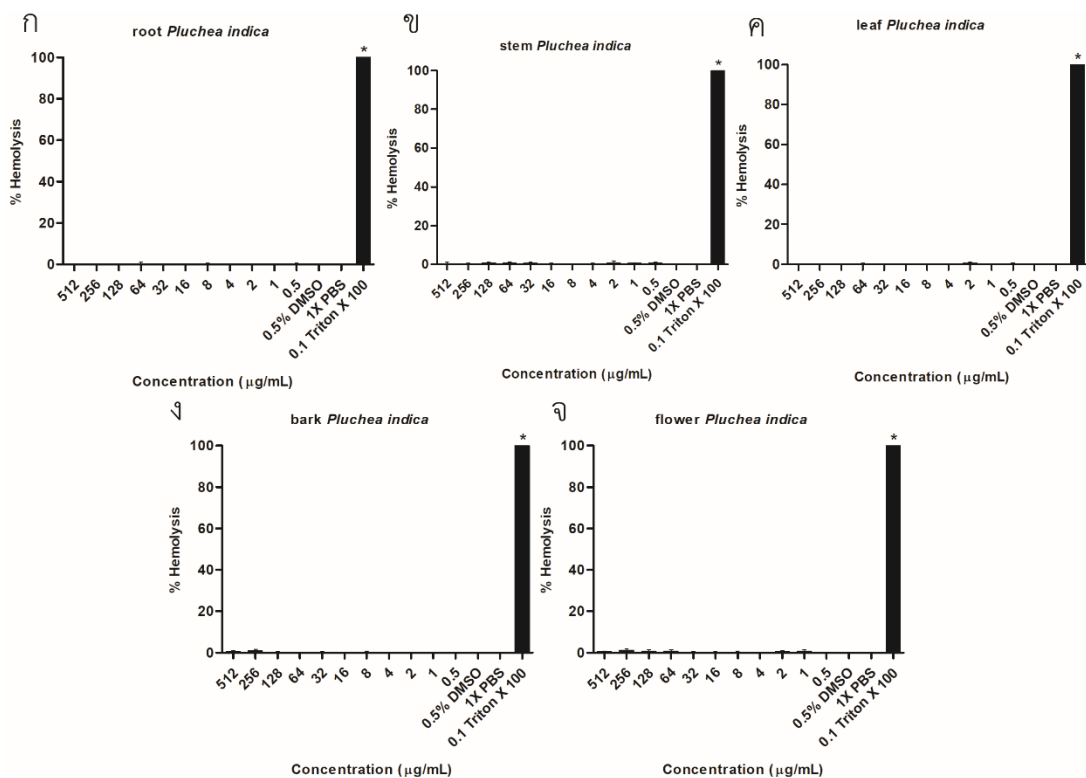 ก
root Pluchea indica
*
100
80
60
40
20
0
% Hemolysis
512
256
128
64
32
16
8
4
2
1
0.5
0.5% DMSO
1X PBS
0.1 Triton X 100
Concentration (μg/mL)
ข
stem Pluchea indica
*
100
80
60
40
20
0
% Hemolysis
512
256
128
64
32
16
8
4
2
1
0.5
0.5% DMSO
1X PBS
0.1 Triton X 100
Concentration (μg/mL)
ค
leaf Pluchea indica
*
100
80
60
40
20
0
% Hemolysis
512
256
128
64
32
16
8
4
2
1
0.5
0.5% DMSO
1X PBS
0.1 Triton X 100
Concentration (μg/mL)
ง
bark Pluchea indica
*
100
80
60
40
20
0
% Hemolysis
512
256
128
64
32
16
8
4
2
1
0.5
0.5% DMSO
1X PBS
0.1 Triton X 100
Concentration (μg/mL)
จ
flower Pluchea indica
*
100
80
60
40
20
0
% Hemolysis
512
256
128
64
32
16
8
4
2
1
0.5
0.5% DMSO
1X PBS
0.1 Triton X 100
Concentration (μg/mL)